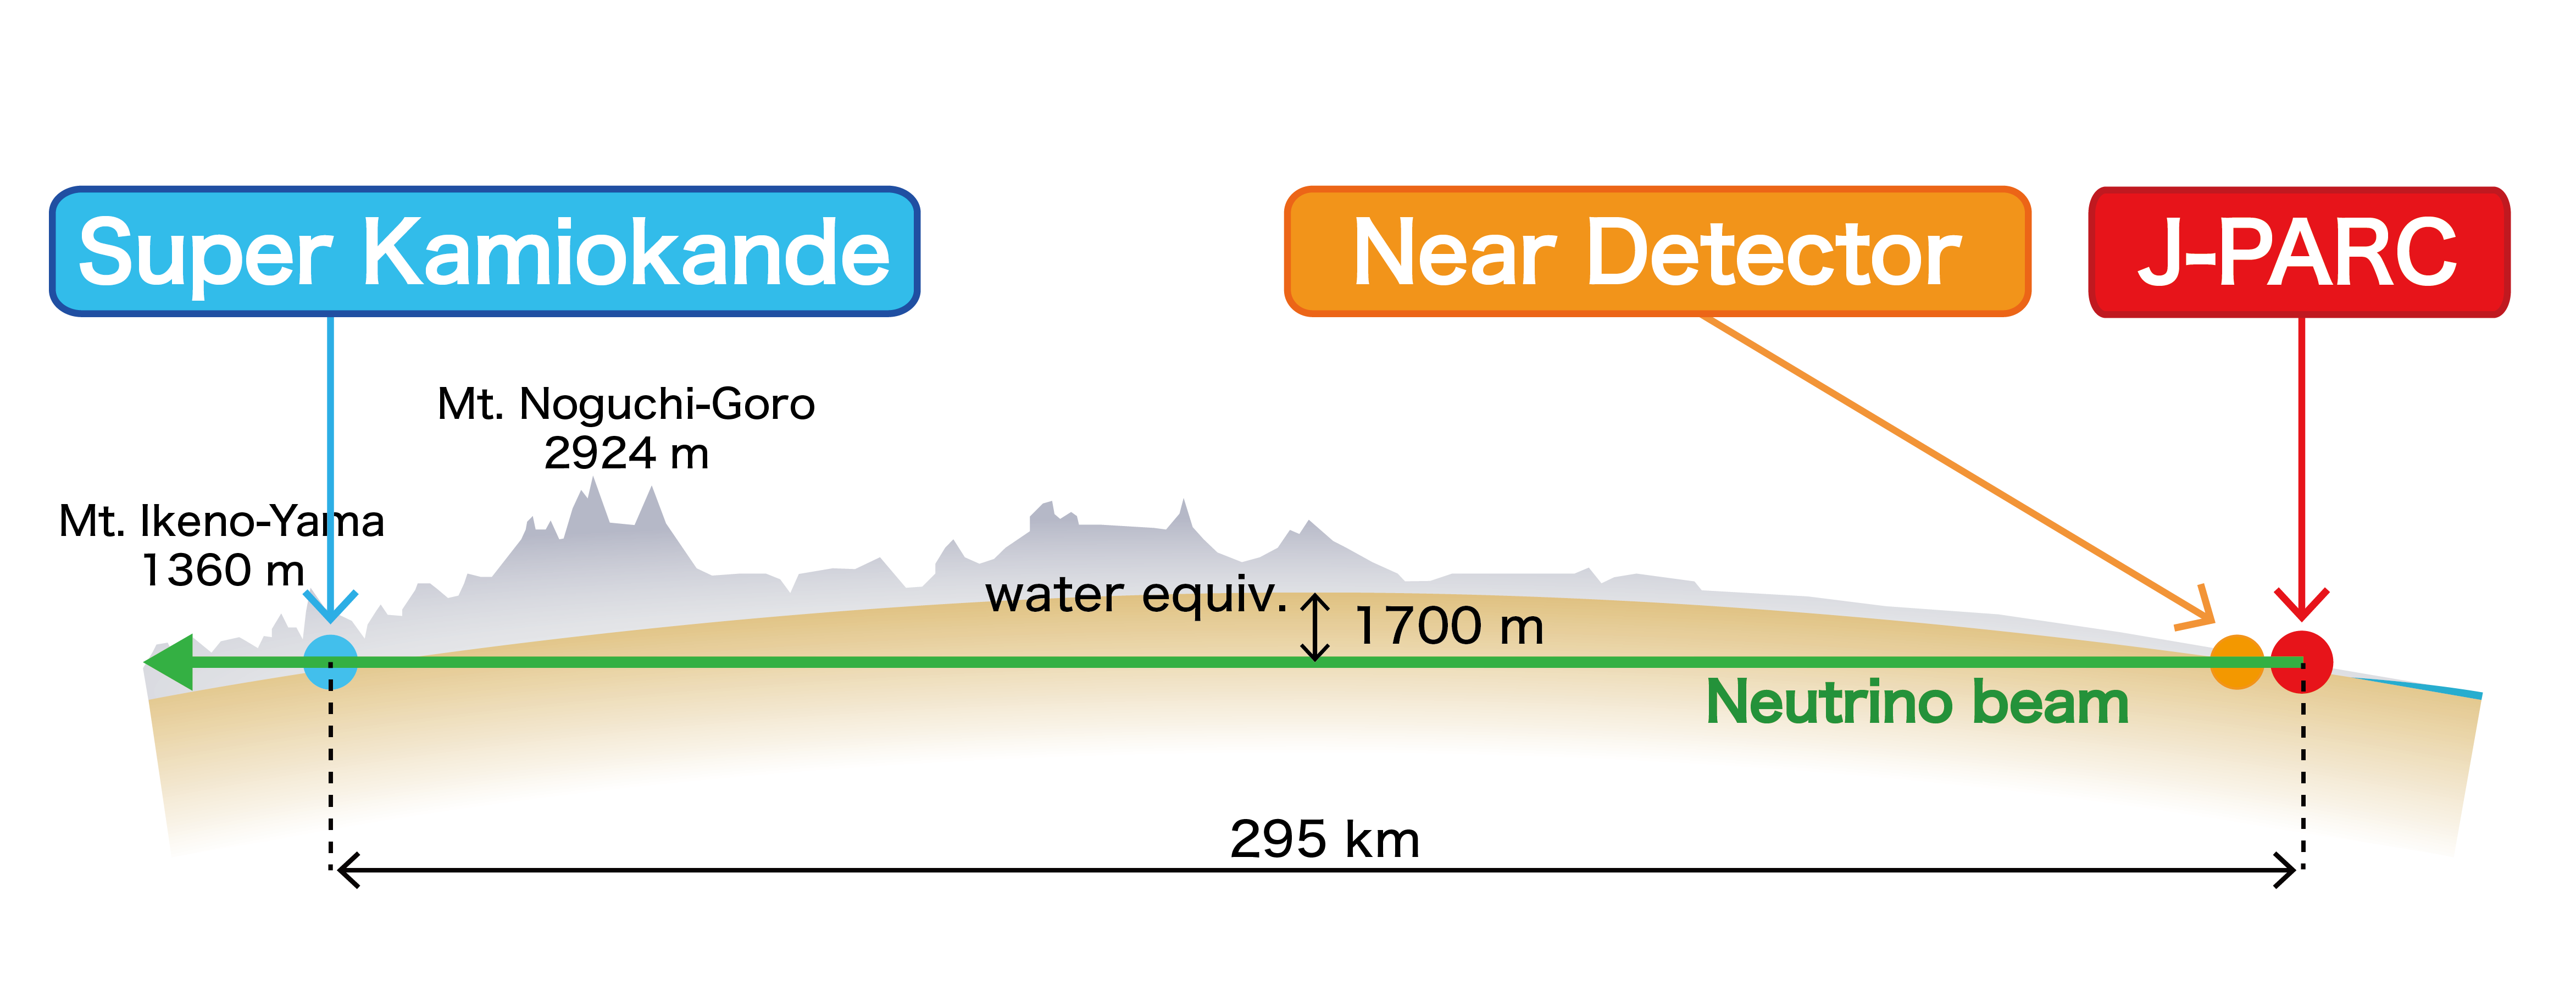 Super Kamiokande
Near Detector
J-PARC
Mt. Noguchi-Goro
2924 m
Mt. Ikeno-Yama
1360 m
water equiv.
1700 m
Neutrino beam
295 km